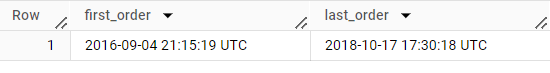 Row first_order last_order
1 2016-09-04 21:15:19 UTC 2018-10-17 17:30:18 UTC